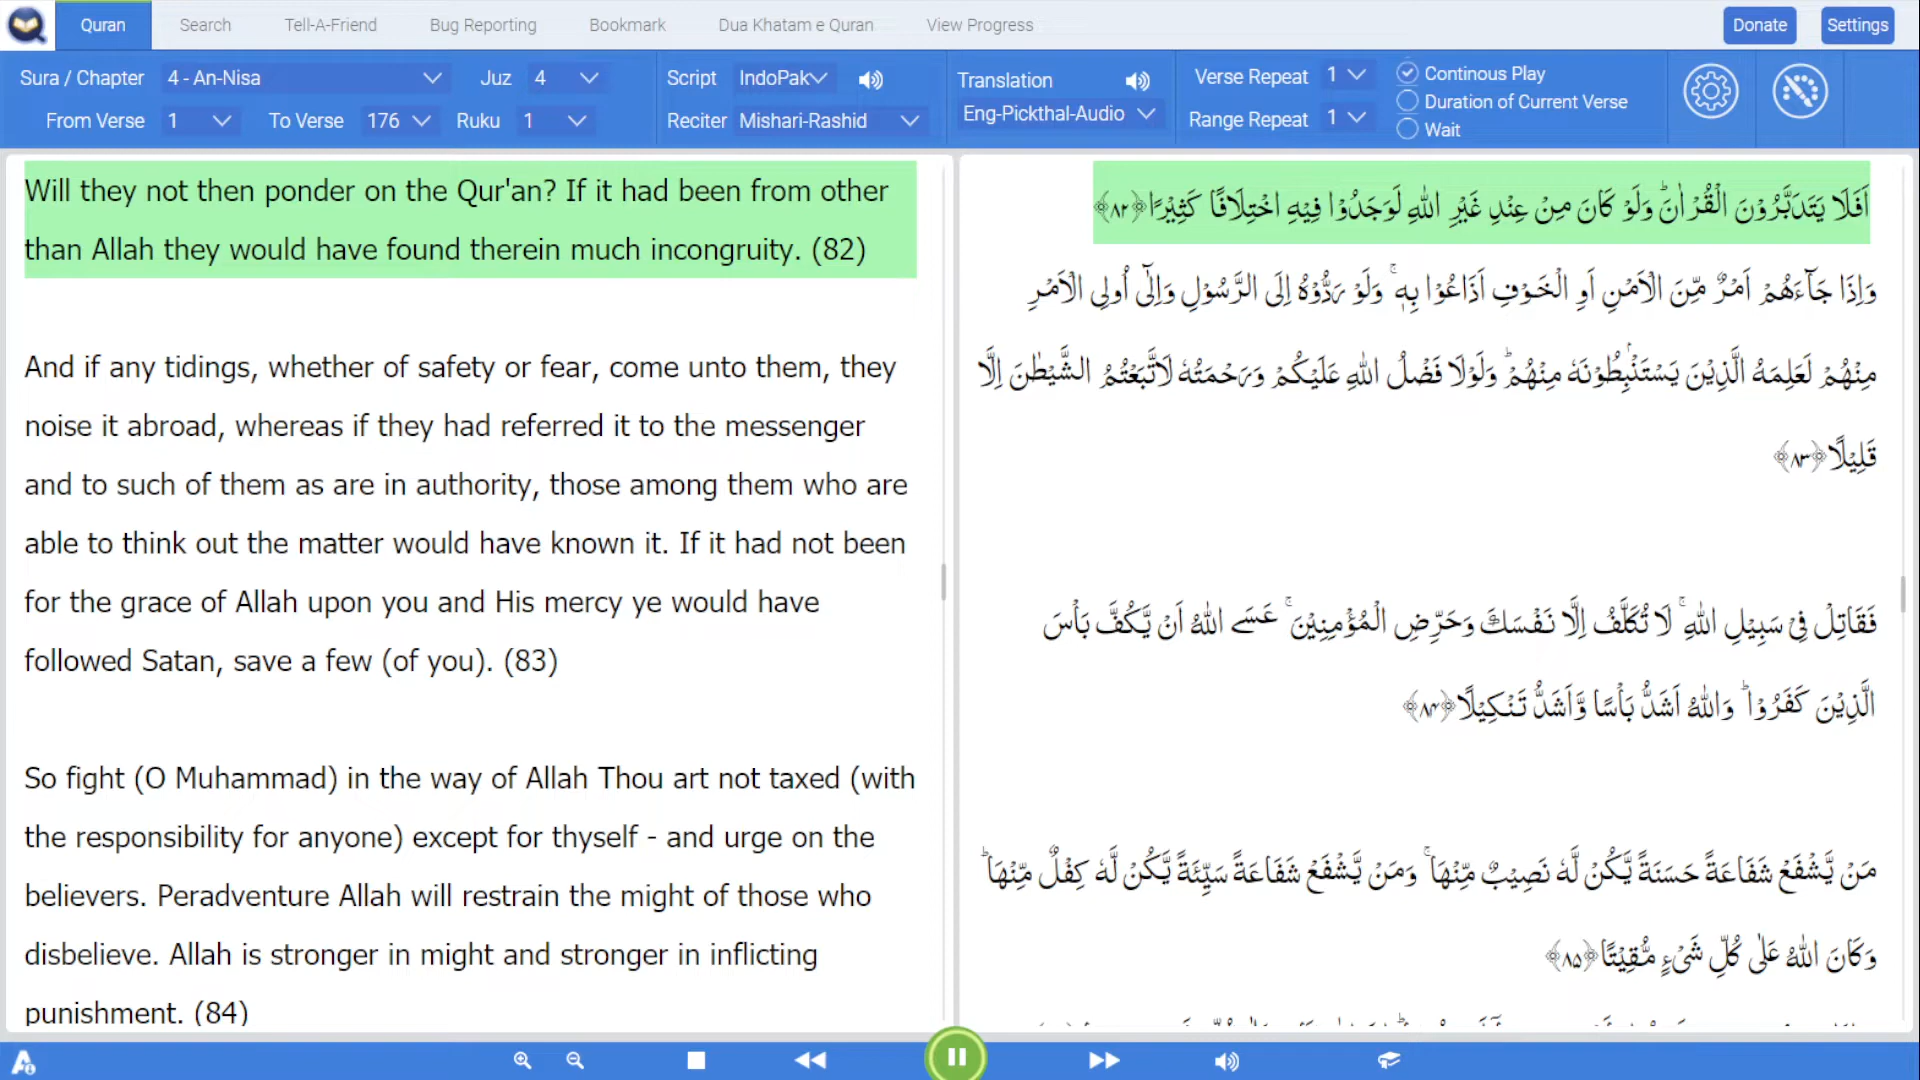 Quran Search Tell-A-Friend Bug Reporting Bookmark Dua Khatam e Quran View Progress Donate Settings
Sura / Chapter 4 - An-Nisa Juz 4 Script IndoPak Translation Verse Repeat 1 Continous Play
Duration of Current Verse
From Verse 1 To Verse 176 Ruku 1 Reciter Mishari-Rashid Eng-Pickthal-Audio Range Repeat 1 Wait
Will they not then ponder on the Qur'an? If it had been from other
than Allah they would have found therein much incongruity. (82)
And if any tidings, whether of safety or fear, come unto them, they
noise it abroad, whereas if they had referred it to the messenger
and to such of them as are in authority, those among them who are
able to think out the matter would have known it. If it had not been
for the grace of Allah upon you and His mercy ye would have
followed Satan, save a few (of you). (83)
So fight (O Muhammad) in the way of Allah Thou art not taxed (with
the responsibility for anyone) except for thyself - and urge on the
believers. Peradventure Allah will restrain the might of those who
disbelieve. Allah is stronger in might and stronger in inflicting
punishment. (84)
اَفَلَا يَتَدَبَّرُوْنَ الْقُرْاٰنَ‌ؕ وَلَوْ كَانَ مِنْ عِنْدِ غَيْرِ اللّٰهِ لَوَجَدُوْا فِيْهِ اخْتِلَافًا كَثِيْرًا‏﴿۸۲﴾
وَاِذَا جَآءَهُمْ اَمْرٌ مِّنَ الْاَمْنِ اَوِ الْخَـوْفِ اَذَاعُوْا بِهٖ‌ۚ وَلَوْ رَدُّوْهُ اِلَى الرَّسُوْلِ وَاِلٰٓى اُولِى الْاَمْرِ
مِنْهُمْ لَعَلِمَهُ الَّذِيْنَ يَسْتَنْۢبِطُوْنَهٗ مِنْهُمْ‌ؕ وَلَوْلَا فَضْلُ اللّٰهِ عَلَيْكُمْ وَرَحْمَتُهٗ لَاتَّبَعْتُمُ الشَّيْطٰنَ اِلَّا
قَلِيْلًا‏﴿۸۳﴾
فَقَاتِلْ فِىْ سَبِيْلِ اللّٰهِ‌ۚ لَا تُكَلَّفُ اِلَّا نَـفْسَكَ‌ وَحَرِّضِ الْمُؤْمِنِيْنَ‌ۚ عَسَے اللّٰهُ اَنْ يَّكُفَّ بَاْسَ
الَّذِيْنَ كَفَرُوْا‌ؕ وَاللّٰهُ اَشَدُّ بَاْسًا وَّاَشَدُّ تَـنْكِيْلًا‏﴿۸۴﴾
مَنْ يَّشْفَعْ شَفَاعَةً حَسَنَةً يَّكُنْ لَّهٗ نَصِيْبٌ مِّنْهَا‌ۚ وَمَنْ يَّشْفَعْ شَفَاعَةً سَيِّئَةً يَّكُنْ لَّهٗ كِفْلٌ مِّنْهَا‌ؕ
وَكَانَ اللّٰهُ عَلٰى كُلِّ شَىْءٍ مُّقِيْتًا‏﴿۸۵﴾